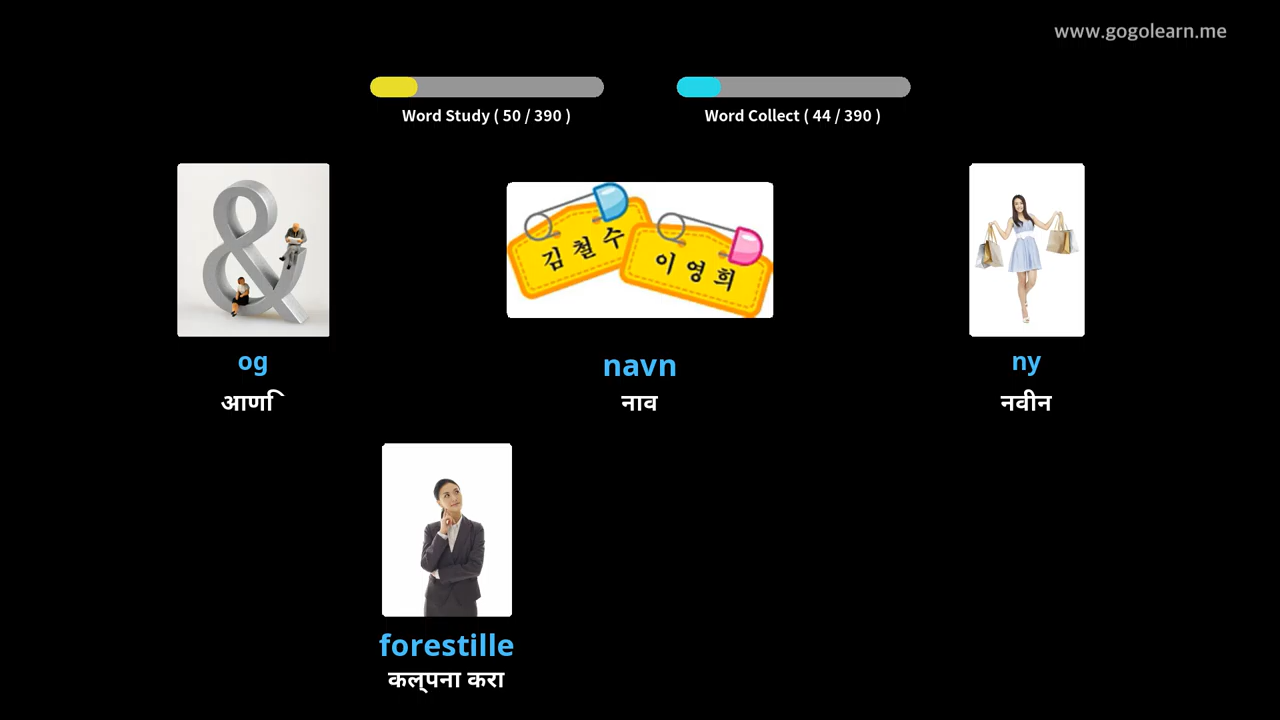 www.gogolearn.me
Word Study ( 50 / 390 )
Word Collect ( 44 / 390 )
김철수
이영희
og
navn
ny
आणि
नाव
नवीन
forestille
कल्पना करा